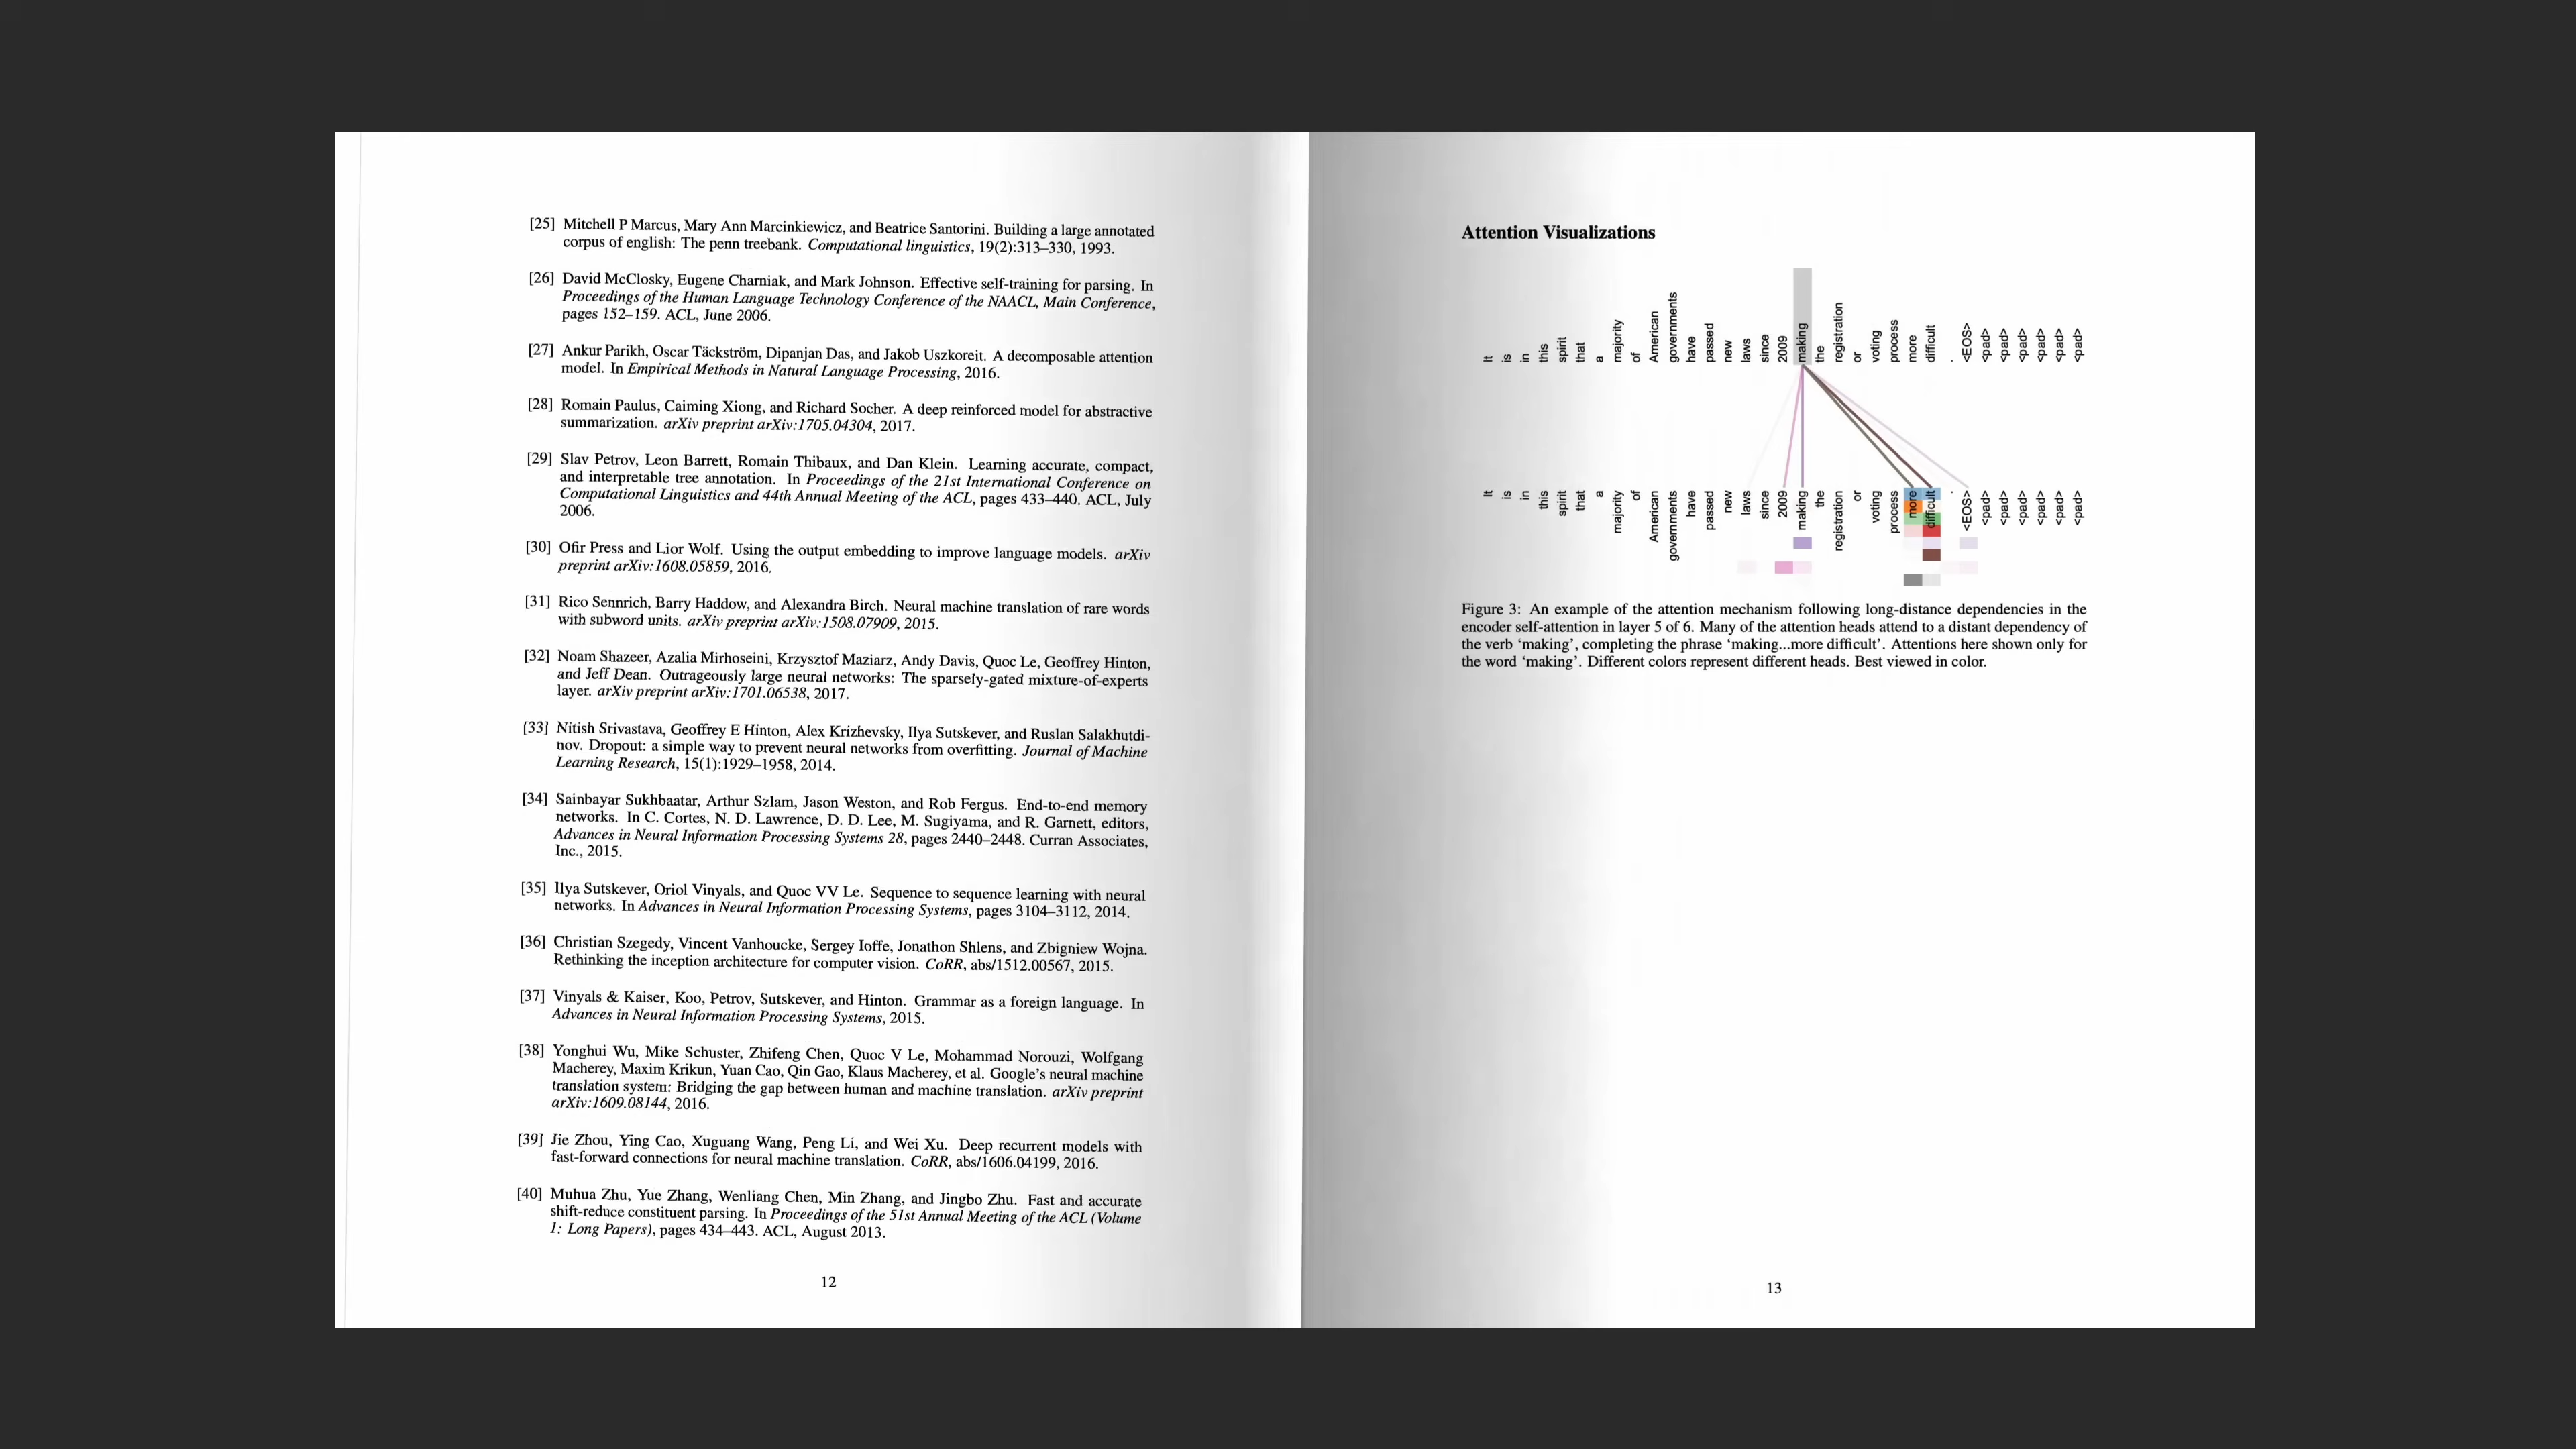 [25] Mitchell P Marcus, Mary Ann Marcinkiewicz, and Beatrice Santorini. Building a large annotated
corpus of english: The penn treebank. Computational linguistics, 19(2):313–330, 1993.
[26] David McClosky, Eugene Charniak, and Mark Johnson. Effective self-training for parsing. In
Proceedings of the Human Language Technology Conference of the NAACL, Main Conference,
pages 152–159. ACL, June 2006.
[27] Ankur Parikh, Oscar Täckström, Dipanjan Das, and Jakob Uszkoreit. A decomposable attention
model. In Empirical Methods in Natural Language Processing, 2016.
[28] Romain Paulus, Caiming Xiong, and Richard Socher. A deep reinforced model for abstractive
summarization. arXiv preprint arXiv:1705.04304, 2017.
[29] Slav Petrov, Leon Barrett, Romain Thibaux, and Dan Klein. Learning accurate, compact,
and interpretable tree annotation. In Proceedings of the 21st International Conference on
Computational Linguistics and 44th Annual Meeting of the ACL, pages 433–440. ACL, July
2006.
[30] Ofir Press and Lior Wolf. Using the output embedding to improve language models. arXiv
preprint arXiv:1608.05859, 2016.
[31] Rico Sennrich, Barry Haddow, and Alexandra Birch. Neural machine translation of rare words
with subword units. arXiv preprint arXiv:1508.07909, 2015.
[32] Noam Shazeer, Azalia Mirhoseini, Krzysztof Maziarz, Andy Davis, Quoc Le, Geoffrey Hinton,
and Jeff Dean. Outrageously large neural networks: The sparsely-gated mixture-of-experts
layer. arXiv preprint arXiv:1701.06538, 2017.
[33] Nitish Srivastava, Geoffrey E Hinton, Alex Krizhevsky, Ilya Sutskever, and Ruslan Salakhutdi-
nov. Dropout: a simple way to prevent neural networks from overfitting. Journal of Machine
Learning Research, 15(1):1929–1958, 2014.
[34] Sainbayar Sukhbaatar, Arthur Szlam, Jason Weston, and Rob Fergus. End-to-end memory
networks. In C. Cortes, N. D. Lawrence, D. D. Lee, M. Sugiyama, and R. Garnett, editors,
Advances in Neural Information Processing Systems 28, pages 2440–2448. Curran Associates,
Inc., 2015.
[35] Ilya Sutskever, Oriol Vinyals, and Quoc VV Le. Sequence to sequence learning with neural
networks. In Advances in Neural Information Processing Systems, pages 3104–3112, 2014.
[36] Christian Szegedy, Vincent Vanhoucke, Sergey Ioffe, Jonathon Shlens, and Zbigniew Wojna.
Rethinking the inception architecture for computer vision. CoRR, abs/1512.00567, 2015.
[37] Vinyals & Kaiser, Koo, Petrov, Sutskever, and Hinton. Grammar as a foreign language. In
Advances in Neural Information Processing Systems, 2015.
[38] Yonghui Wu, Mike Schuster, Zhifeng Chen, Quoc V Le, Mohammad Norouzi, Wolfgang
Macherey, Maxim Krikun, Yuan Cao, Qin Gao, Klaus Macherey, et al. Google's neural machine
translation system: Bridging the gap between human and machine translation. arXiv preprint
arXiv:1609.08144, 2016.
[39] Jie Zhou, Ying Cao, Xuguang Wang, Peng Li, and Wei Xu. Deep recurrent models with
fast-forward connections for neural machine translation. CoRR, abs/1606.04199, 2016.
[40] Muhua Zhu, Yue Zhang, Wenliang Chen, Min Zhang, and Jingbo Zhu. Fast and accurate
shift-reduce constituent parsing. In Proceedings of the 51st Annual Meeting of the ACL (Volume
1: Long Papers), pages 434–443. ACL, August 2013.
12
Attention Visualizations
It is in this spirit that a majority of American governments have passed new laws since 2009 making the registration or voting process more difficult . <EOS> <pad> <pad> <pad> <pad> <pad> <pad>
It is in this spirit that a majority of American governments have passed new laws since 2009 making the registration or voting process more difficult . <EOS> <pad> <pad> <pad> <pad> <pad> <pad>
Figure 3: An example of the attention mechanism following long-distance dependencies in the
encoder self-attention in layer 5 of 6. Many of the attention heads attend to a distant dependency of
the verb 'making', completing the phrase 'making...more difficult'. Attentions here shown only for
the word 'making'. Different colors represent different heads. Best viewed in color.
13